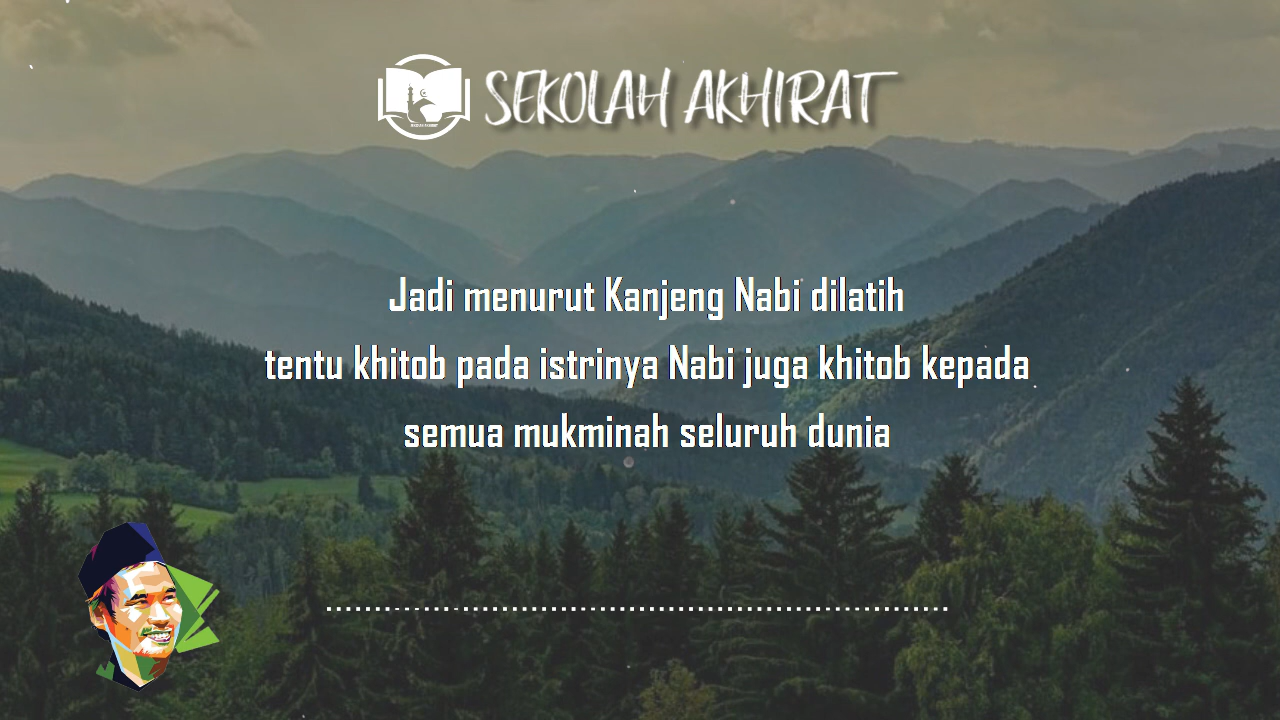 SEKOLAH AKHIRAT
Jadi menurut Kanjeng Nabi dilatih
tentu khitob pada istrinya Nabi juga khitob kepada
semua mukminah seluruh dunia